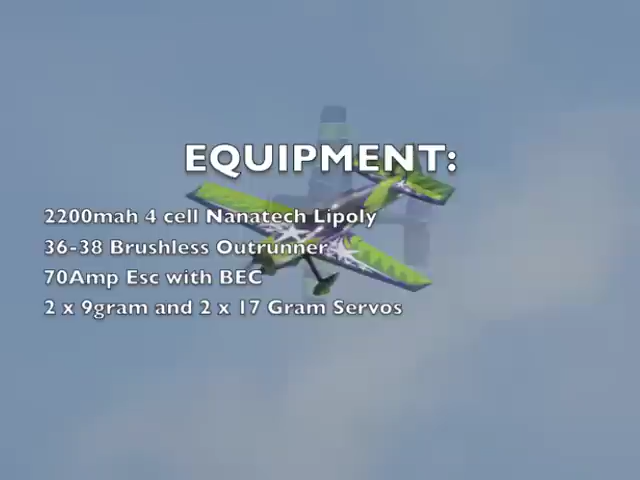 EQUIPMENT:
2200mah 4 cell Nanatech Lipoly
36-38 Brushless Outrunner
70Amp Esc with BEC
2 x 9gram and 2 x 17 Gram Servos